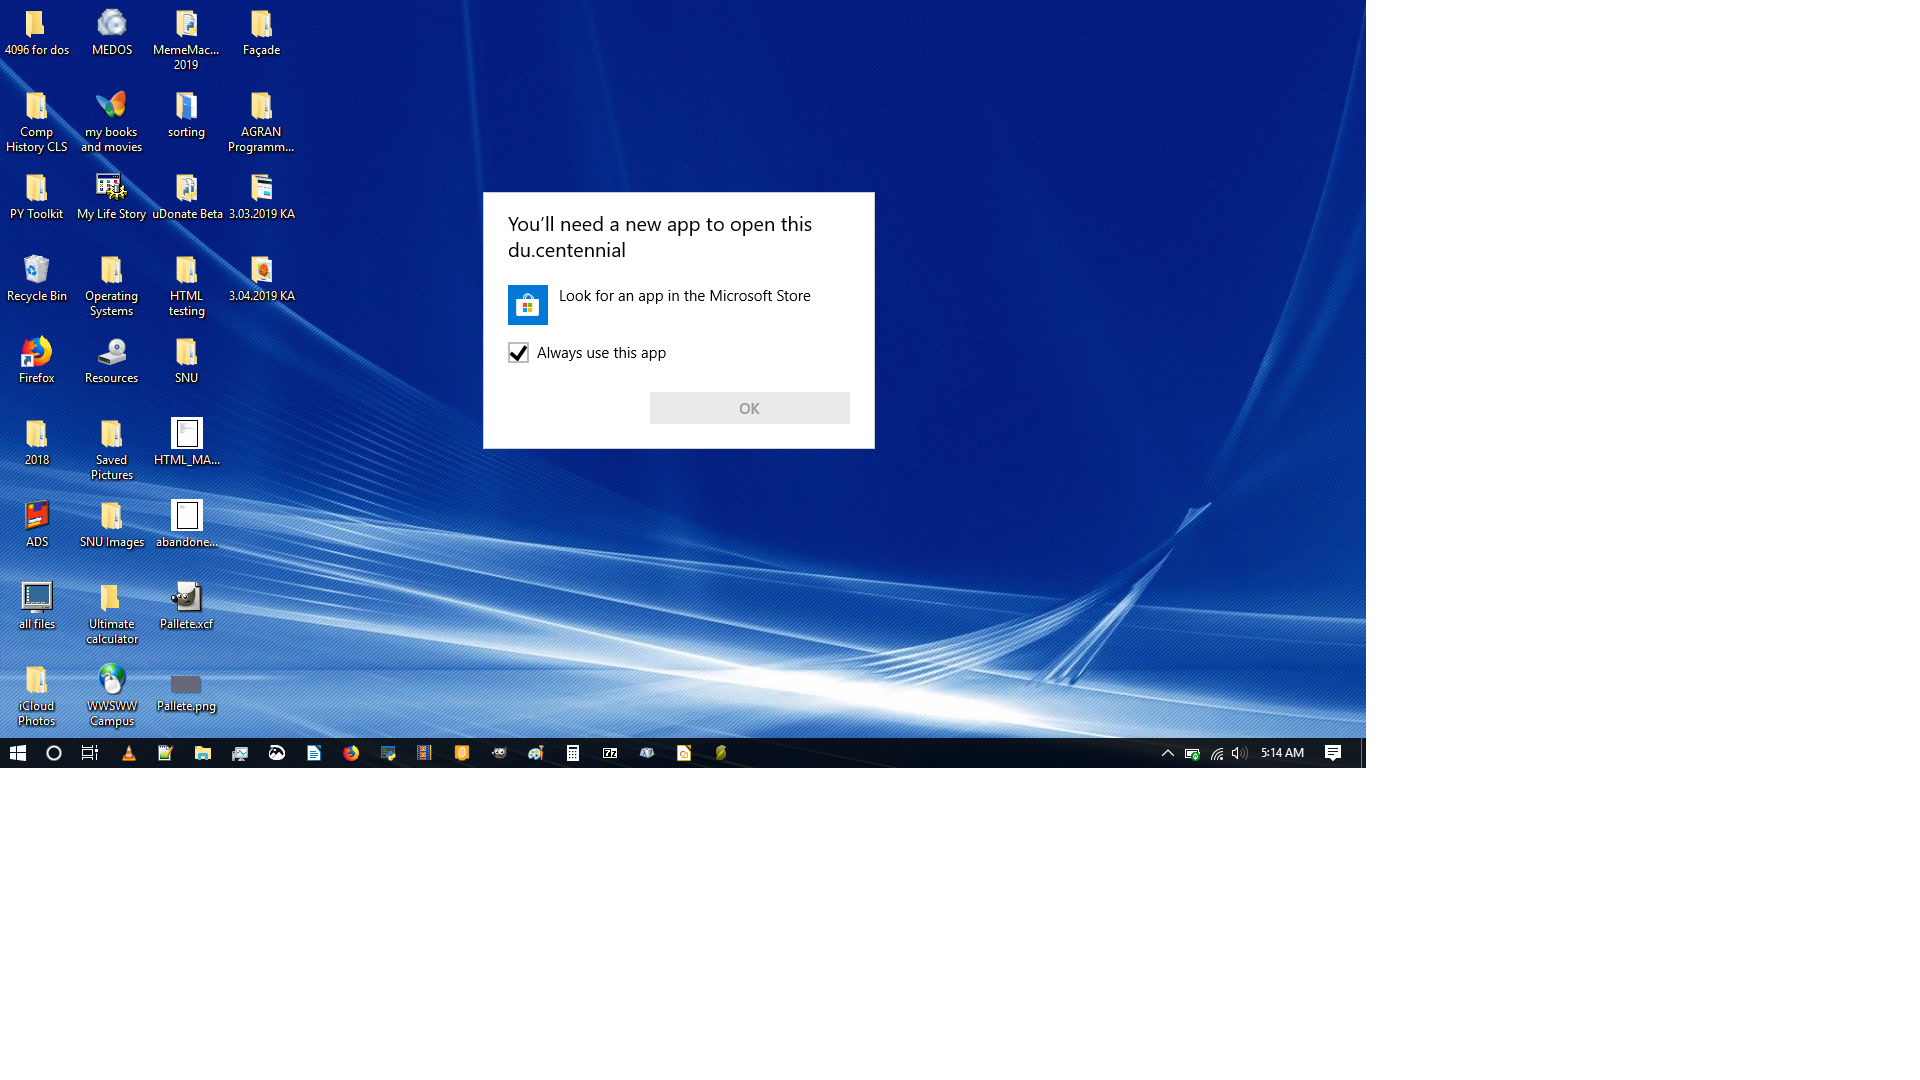 4096 for dos
MEDOS
MemeMac...
2019
Façade
Comp
History CLS
my books
and movies
sorting
AGRAN
Programm...
PY Toolkit
My Life Story
uDonate Beta
3.03.2019 KA
Recycle Bin
Operating
Systems
HTML
testing
3.04.2019 KA
Firefox
Resources
SNU
2018
Saved
Pictures
HTML_MA...
ADS
SNU Images
abandone...
all files
Ultimate
calculator
Pallete.xcf
iCloud
Photos
WWSWW
Campus
Pallete.png
You’ll need a new app to open this
du.centennial
Look for an app in the Microsoft Store
Always use this app
OK
7z
5:14 AM